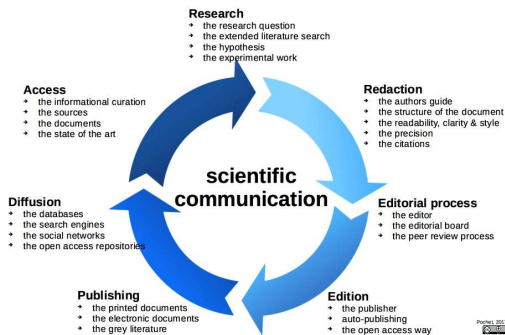 Research
the research question
the extended literature search
the hypothesis
the experimental work
Redaction
the authors guide
the structure of the document
the readability, clarity & style
the precision
the citations
Editorial process
the editor
the editorial board
the peer review process
Edition
the publisher
auto-publishing
the open access way
Publishing
the printed documents
the electronic documents
the grey literature
Diffusion
the databases
the search engines
the social networks
the open access repositories
Access
the informational curation
the sources
the documents
the state of the art
scientific
communication
Pochet,